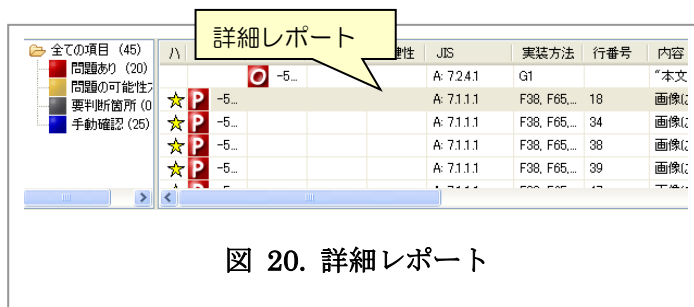 詳細レポート
全ての項目 (45)
問題あり (20)
問題の可能性
要判断箇所 (0
手動確認 (25)
ハ 性 JIS 実装方法 行番号 内容
O -5... A: 7.2.4.1 G1 "本文
P -5... A: 7.1.1.1 F38, F65,... 18 画像
P -5... A: 7.1.1.1 F38, F65,... 34 画像
P -5... A: 7.1.1.1 F38, F65,... 38 画像
P -5... A: 7.1.1.1 F38, F65,... 39 画像
図 20. 詳細レポート